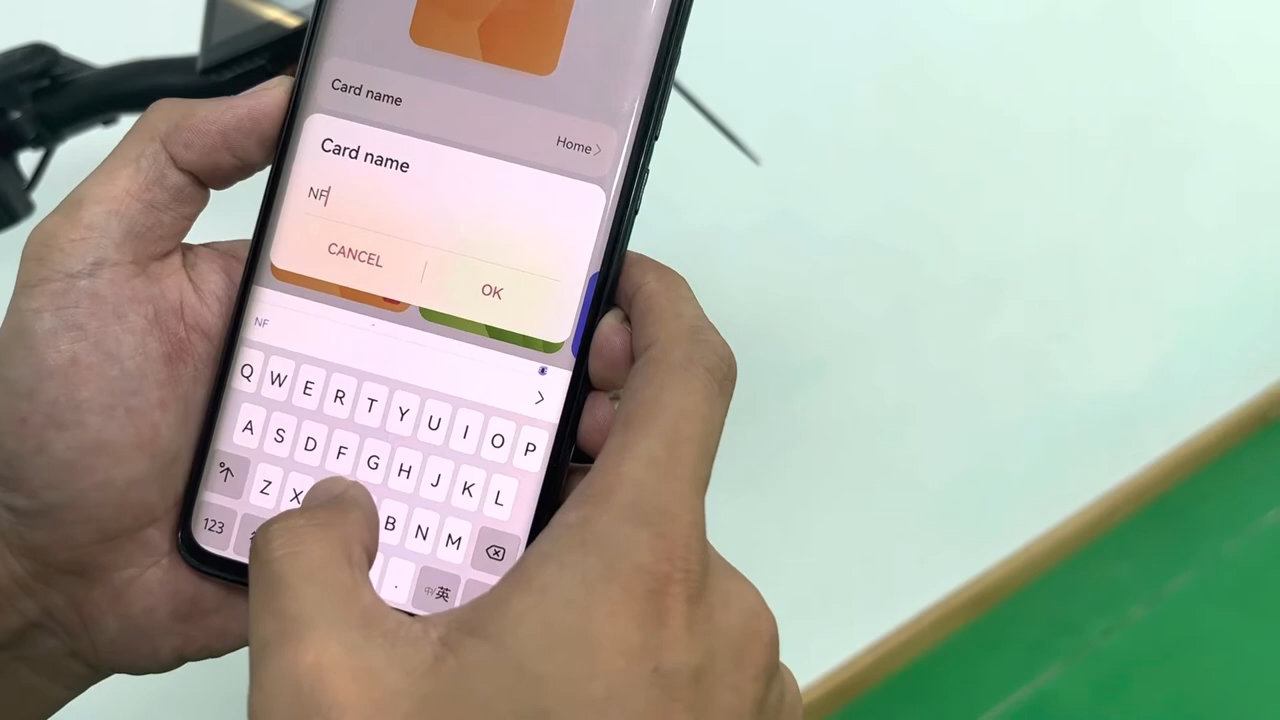 Card name
Home >
Card name
NF
CANCEL
OK
NF
Q W E R T Y U I O P
A S D F G H J K L
Z X B N M
123
. 中/英